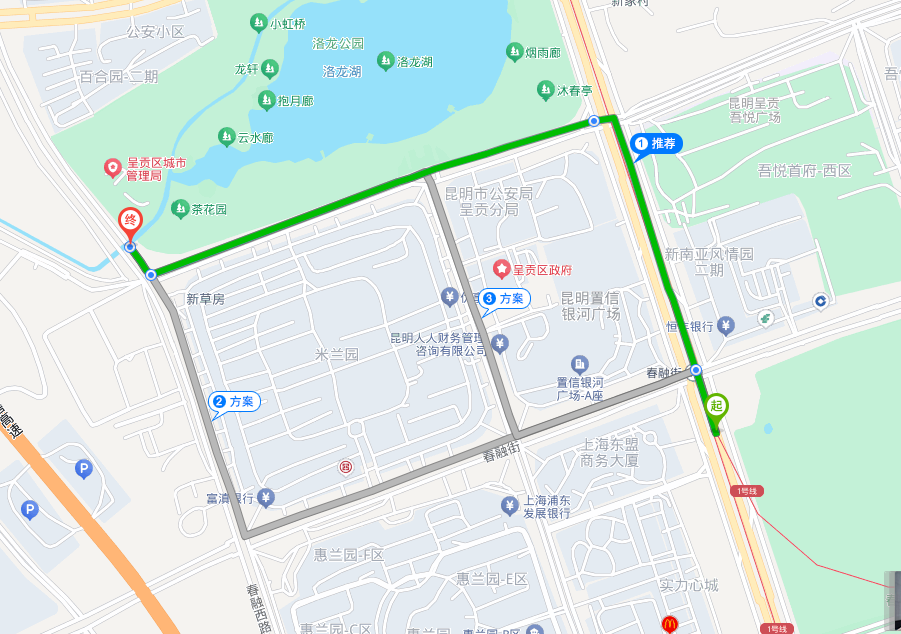 新家村
小虹桥
公安小区
洛龙公园
烟雨廊
洛龙湖
龙轩
洛龙湖
百合园-二期
沐春亭
抱月廊
昆明呈贡
吾悦广场
云水廊
1 推荐
呈贡区城市
管理局
吾悦首府-西区
昆明市公安局
呈贡分局
茶花园
终
新南亚风情园
二期
呈贡区政府
新草房
3 方案
昆明置信
银河广场
恒丰银行
昆明人人财务管理
咨询有限公司
米兰园
春融街
置信银河
广场-A座
2 方案
起
高速
春融街
上海东盟
商务大厦
P
1号线
富滇银行
上海浦东
发展银行
P
惠兰园-F区
惠兰园-E区
实力心城
春融西路
惠兰园-C区
惠兰园
1号线